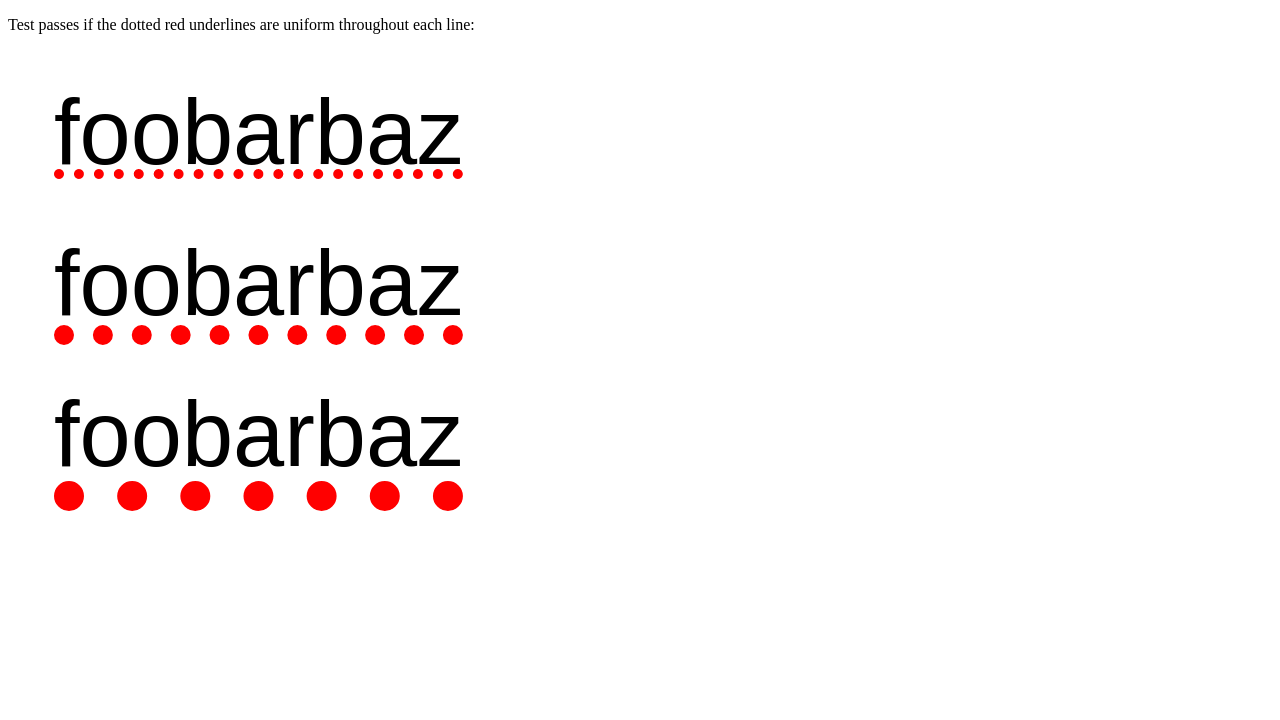 Test passes if the dotted red underlines are uniform throughout each line:
foobarbaz
foobarbaz
foobarbaz